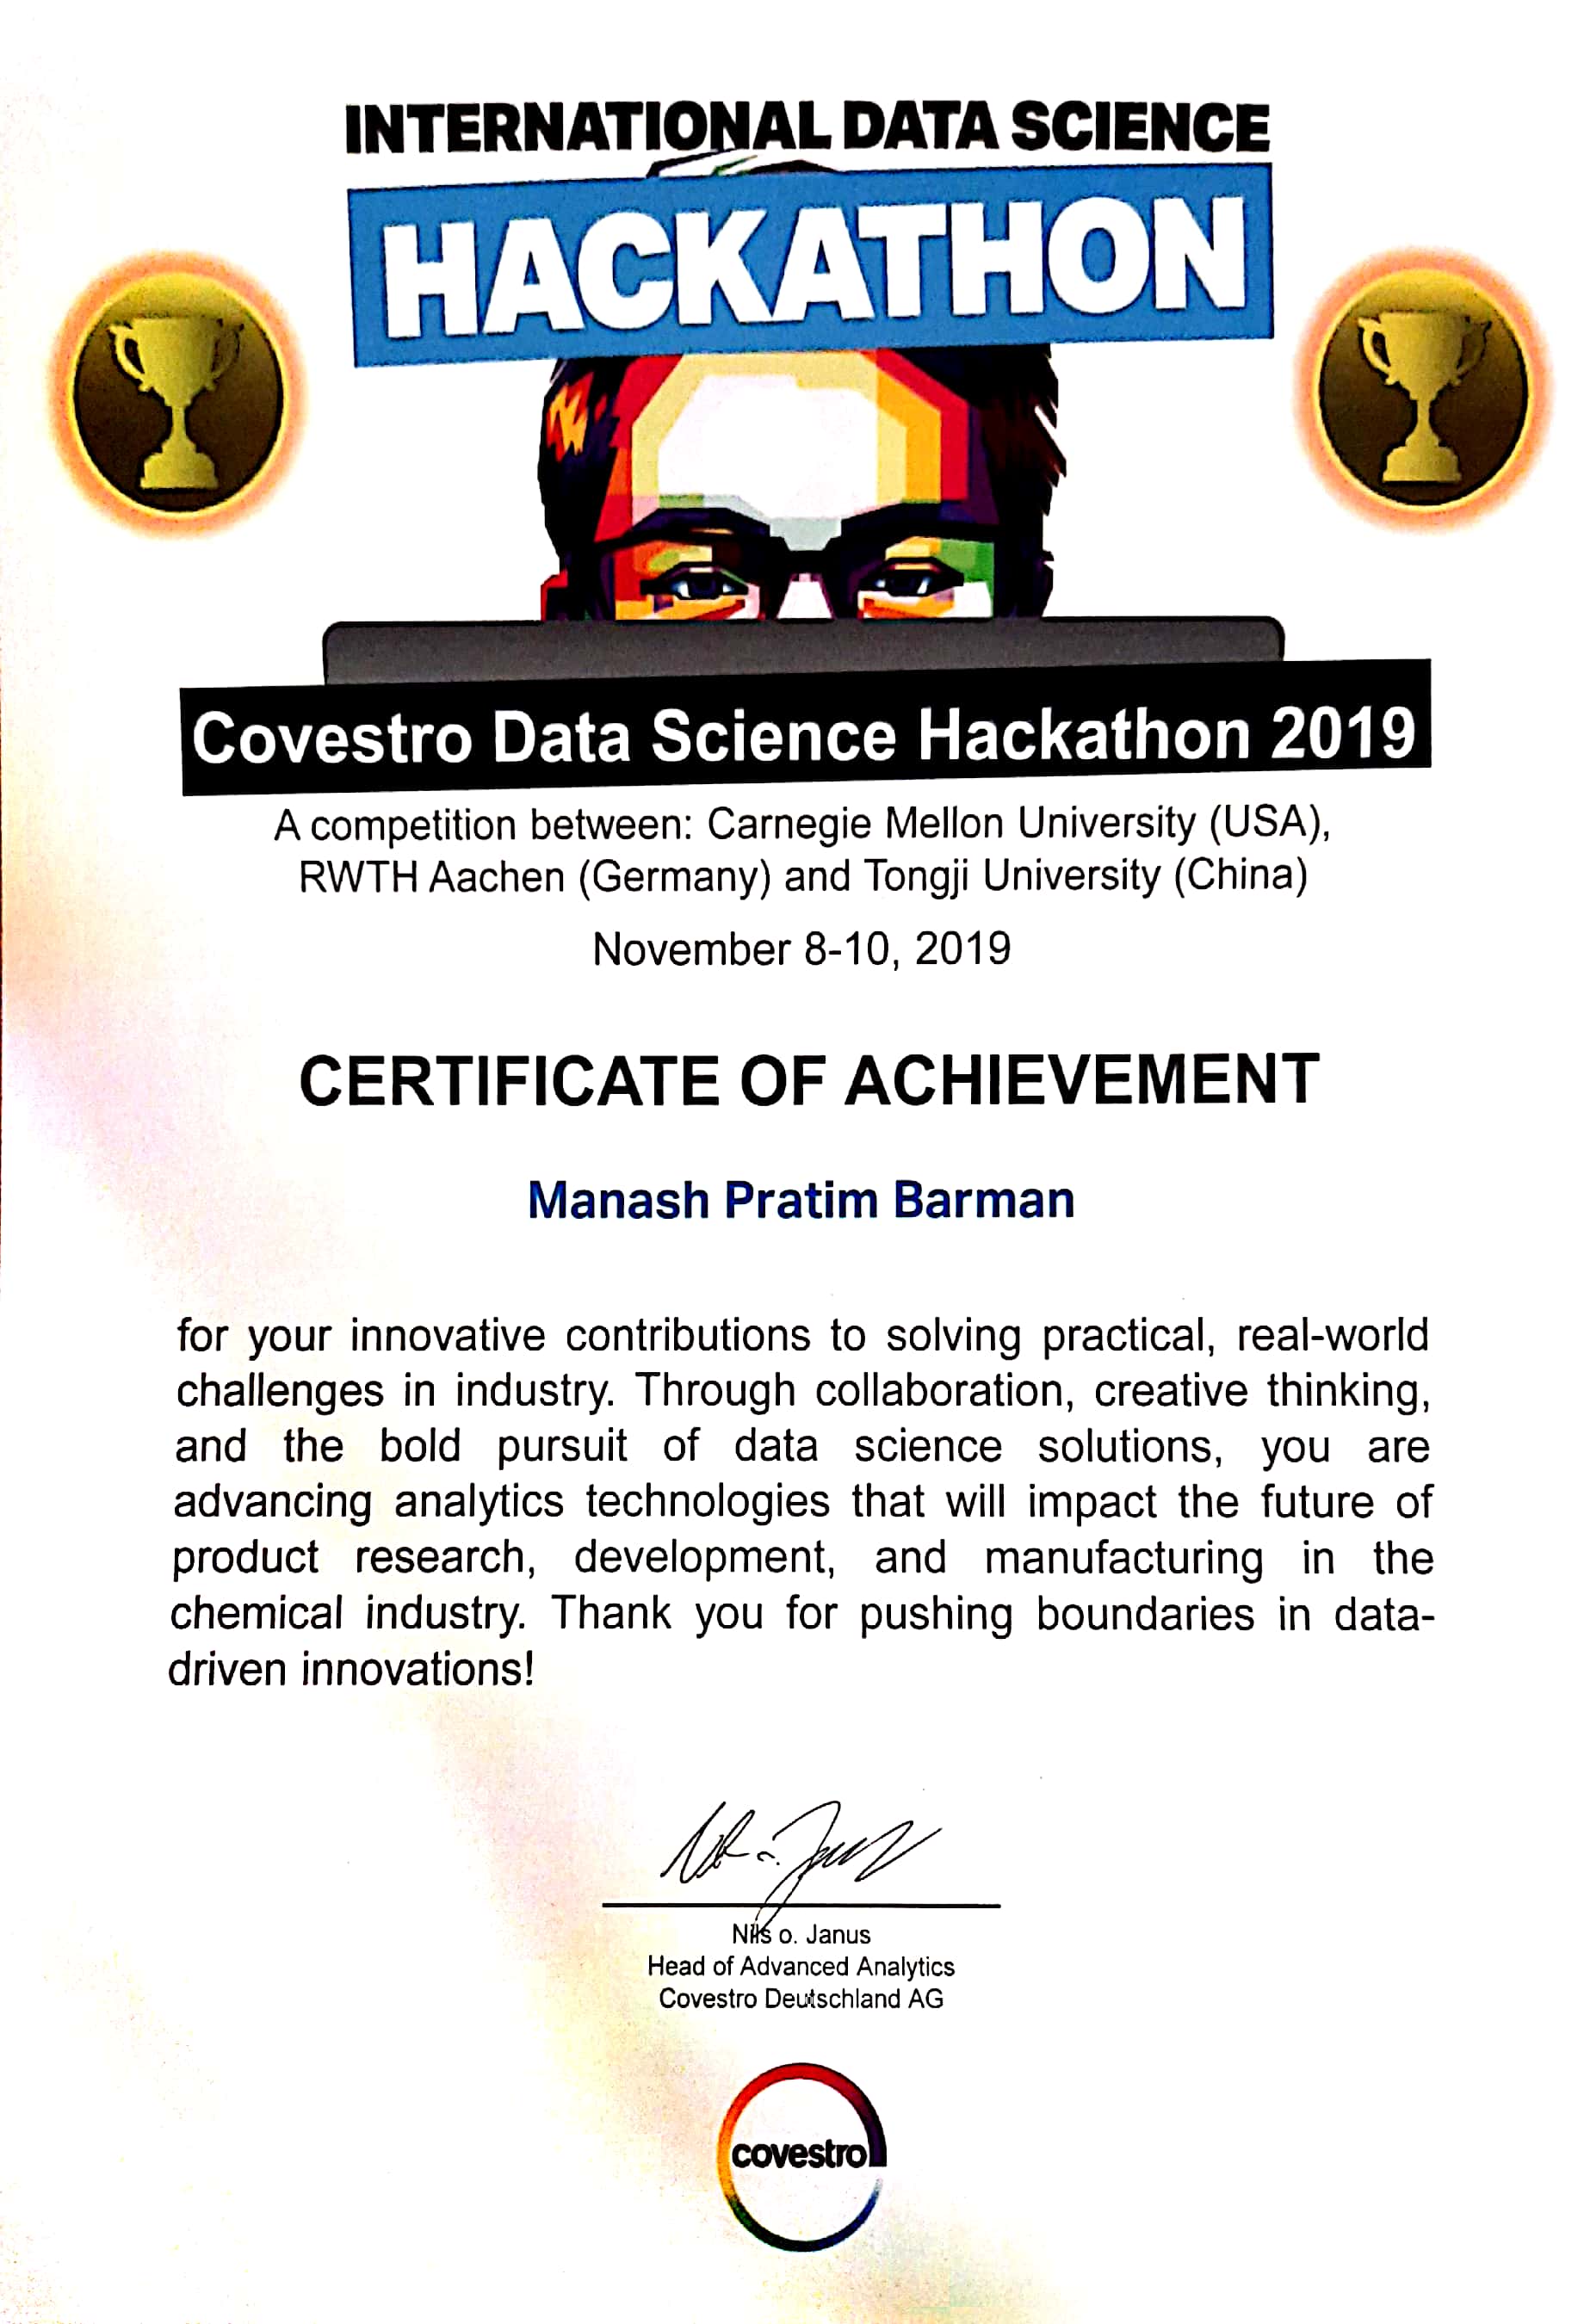 INTERNATIONAL DATA SCIENCE
HACKATHON
Covestro Data Science Hackathon 2019
A competition between: Carnegie Mellon University (USA),
RWTH Aachen (Germany) and Tongji University (China)
November 8-10, 2019
CERTIFICATE OF ACHIEVEMENT
Manash Pratim Barman
for your innovative contributions to solving practical, real-world
challenges in industry. Through collaboration, creative thinking,
and the bold pursuit of data science solutions, you are
advancing analytics technologies that will impact the future of
product research, development, and manufacturing in the
chemical industry. Thank you for pushing boundaries in data-
driven innovations!
Nils o. Janus
Head of Advanced Analytics
Covestro Deutschland AG
covestro